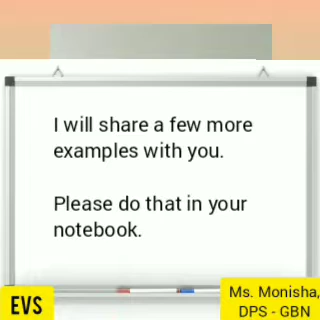 I will share a few more
examples with you.
Please do that in your
notebook.
EVS
Ms. Monisha,
DPS - GBN